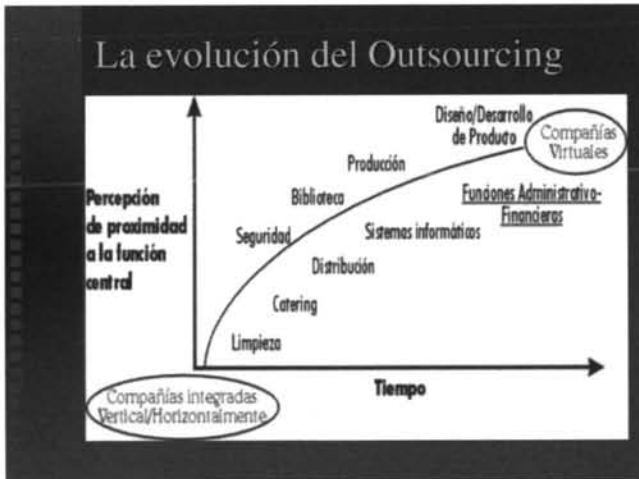 La evolución del Outsourcing
Diseño/Desarrollo
de Producto
Compañías
Virtuales
Producción
Percepción
de proximidad
a la función
central
Biblioteca
Funciones Administrativo-
Financieros
Seguridad
Sistemas informáticos
Distribución
Catering
Limpieza
Tiempo
Compañías integradas
Vertical/Horizontalmente